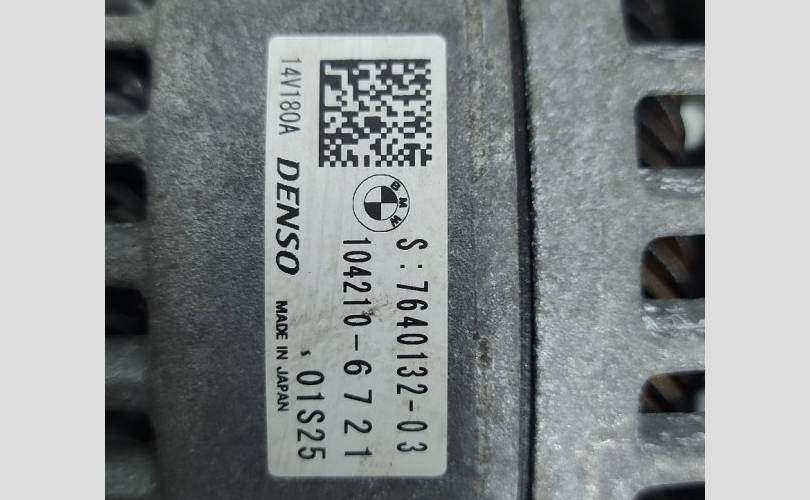 BMW
S:7640132-03
104210-6721
'01S25
14V180A DENSO MADE IN JAPAN